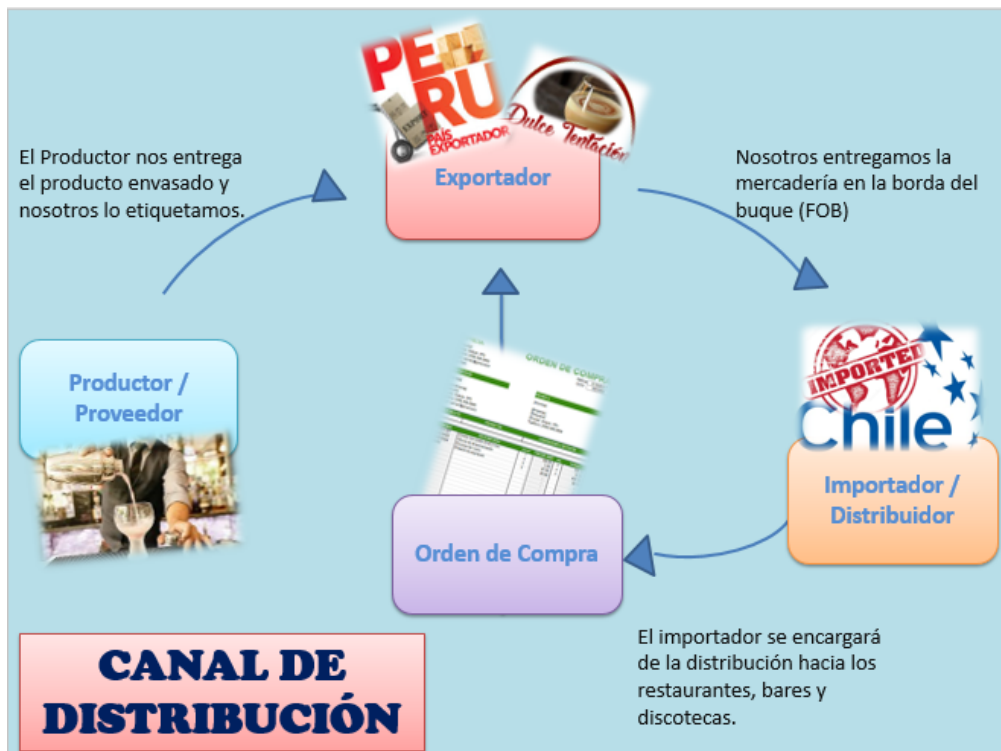 PE
RU
PAÍS
EXPORTADOR
EXPORT
Dulce Tentación
Exportador
El Productor nos entrega
el producto envasado y
nosotros lo etiquetamos.
Nosotros entregamos la
mercadería en la borda del
buque (FOB)
Productor /
Proveedor
ORDEN DE COMPRA
IMPORTED
Chile
Importador /
Distribuidor
Orden de Compra
El importador se encargará
de la distribución hacia los
restaurantes, bares y
discotecas.
CANAL DE
DISTRIBUCIÓN